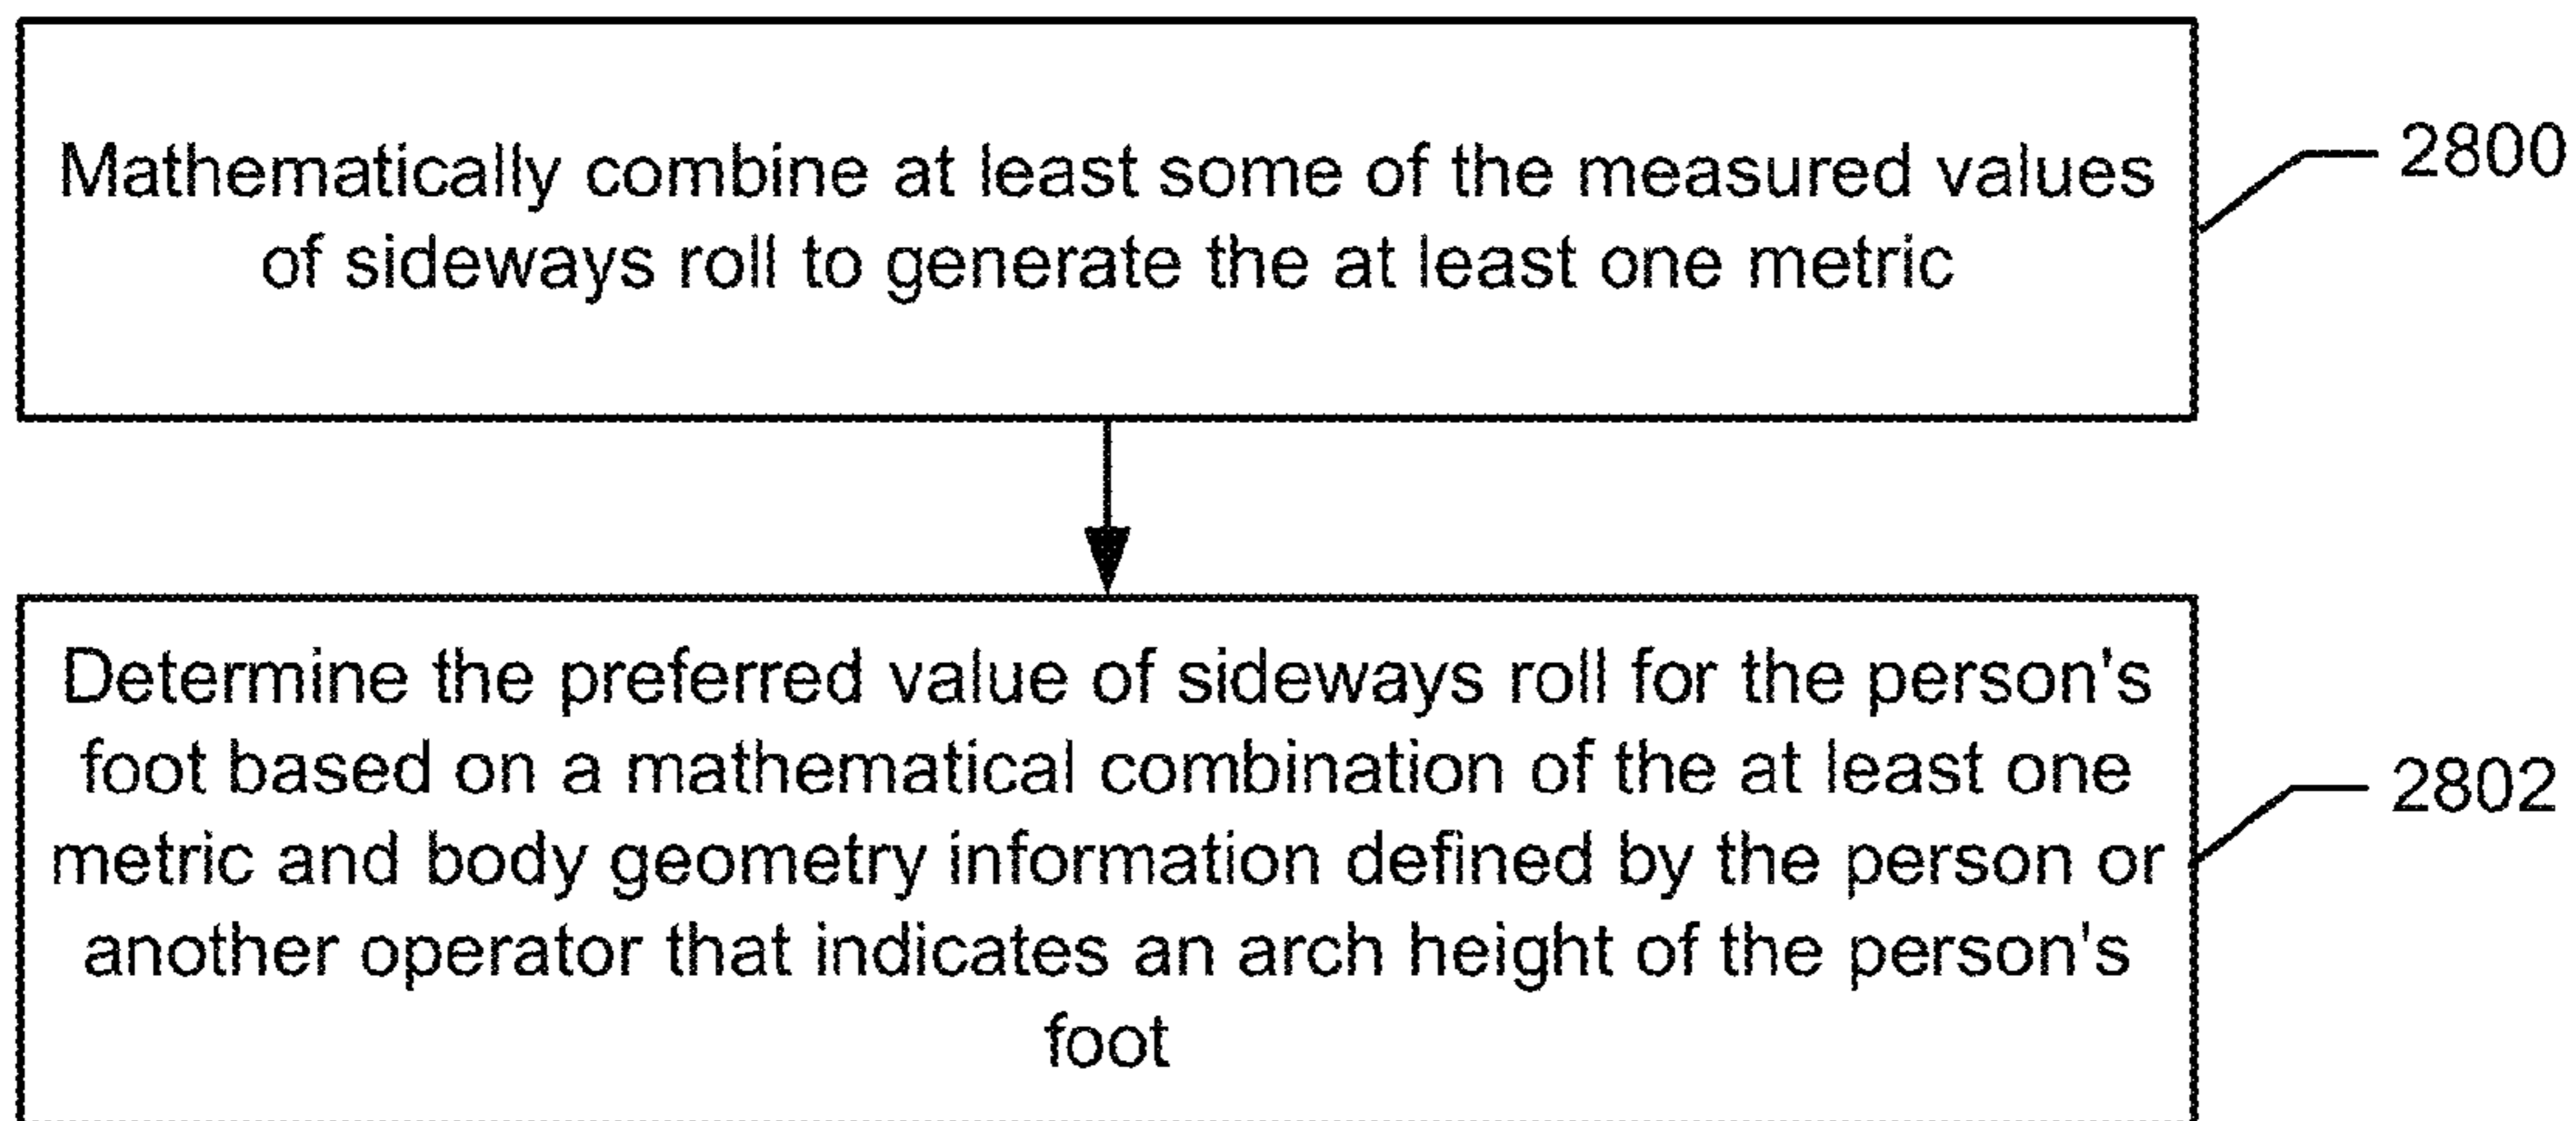 Mathematically combine at least some of the measured values
of sideways roll to generate the at least one metric
2800
Determine the preferred value of sideways roll for the person's
foot based on a mathematical combination of the at least one
metric and body geometry information defined by the person or
another operator that indicates an arch height of the person's
foot
2802